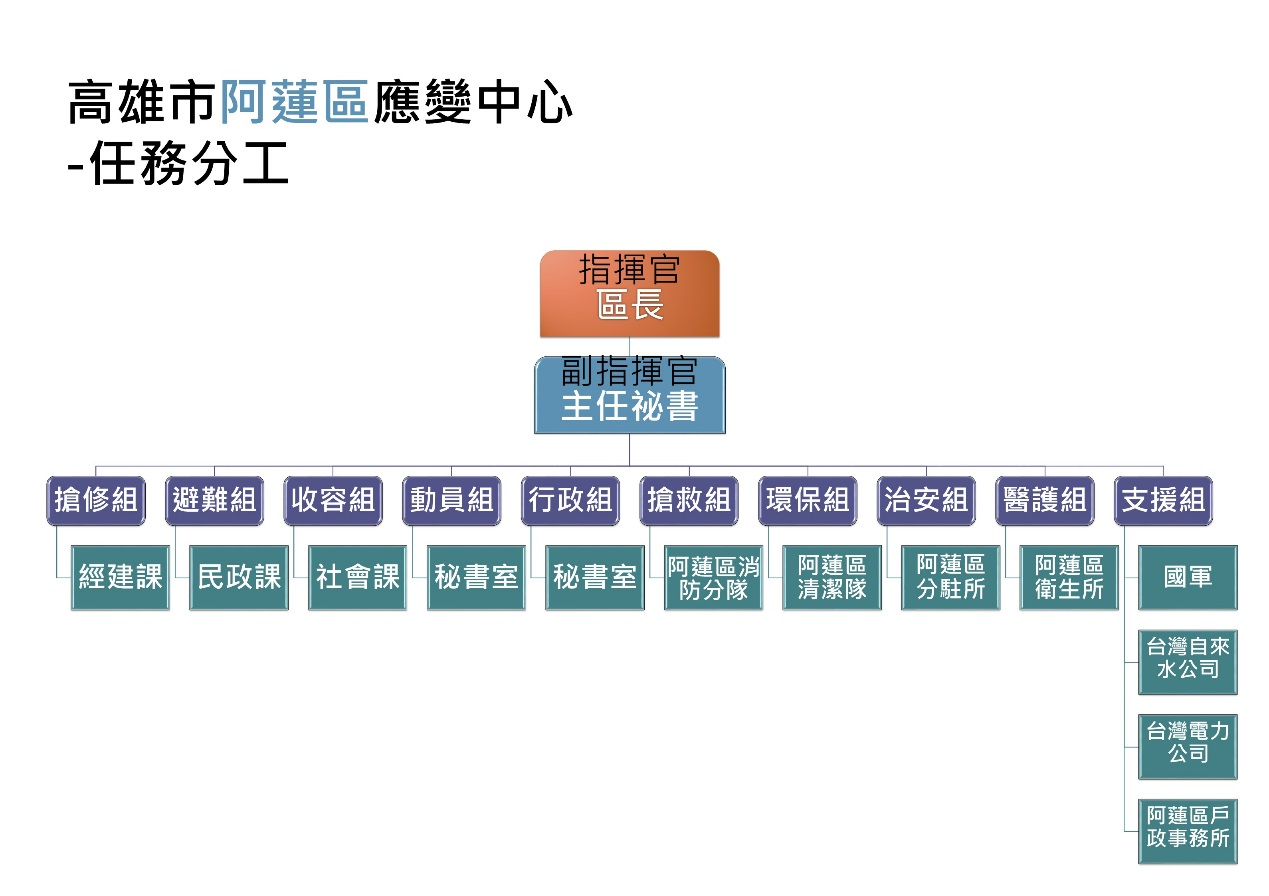 高雄市阿蓮區應變中心
-任務分工
指揮官
區長
副指揮官
主任祕書
搶修組
避難組
收容組
動員組
行政組
搶救組
環保組
治安組
醫護組
支援組
經建課
民政課
社會課
秘書室
秘書室
阿蓮區消
防分隊
阿蓮區
清潔隊
阿蓮區
分駐所
阿蓮區
衛生所
國軍
台灣自來
水公司
台灣電力
公司
阿蓮區戶
政事務所